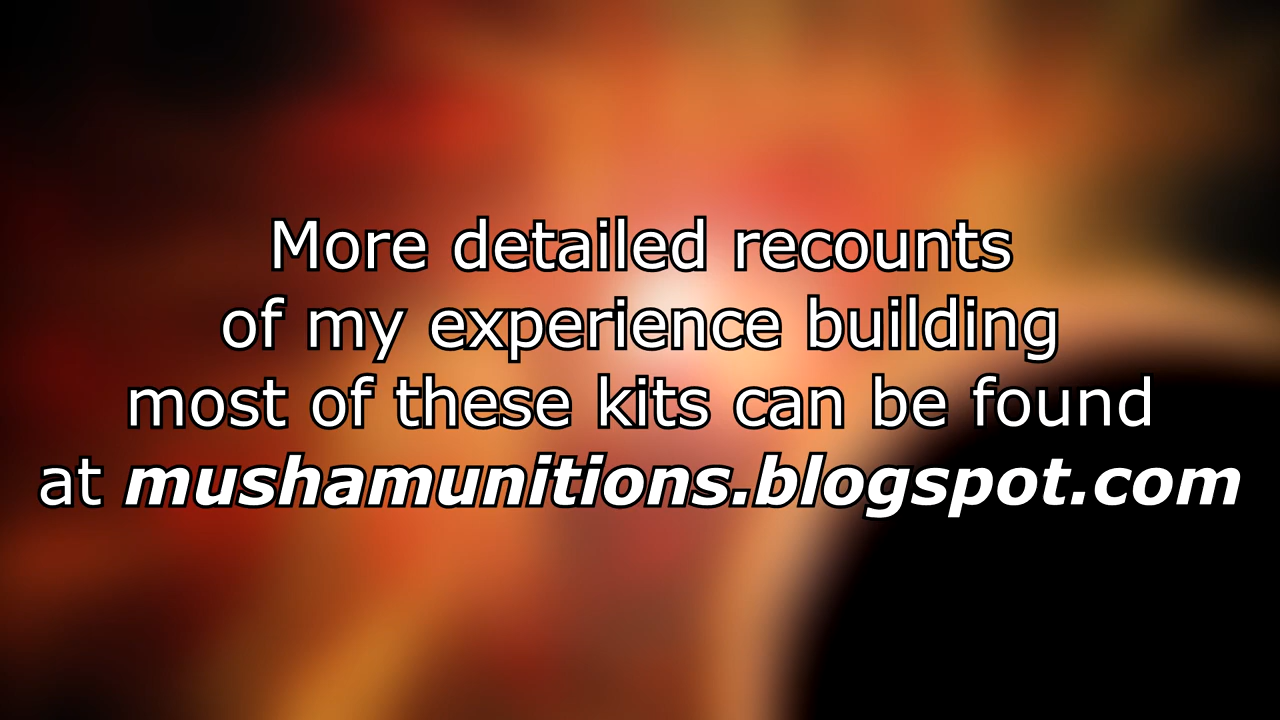 More detailed recounts
of my experience building
most of these kits can be found
at mushamunitions.blogspot.com